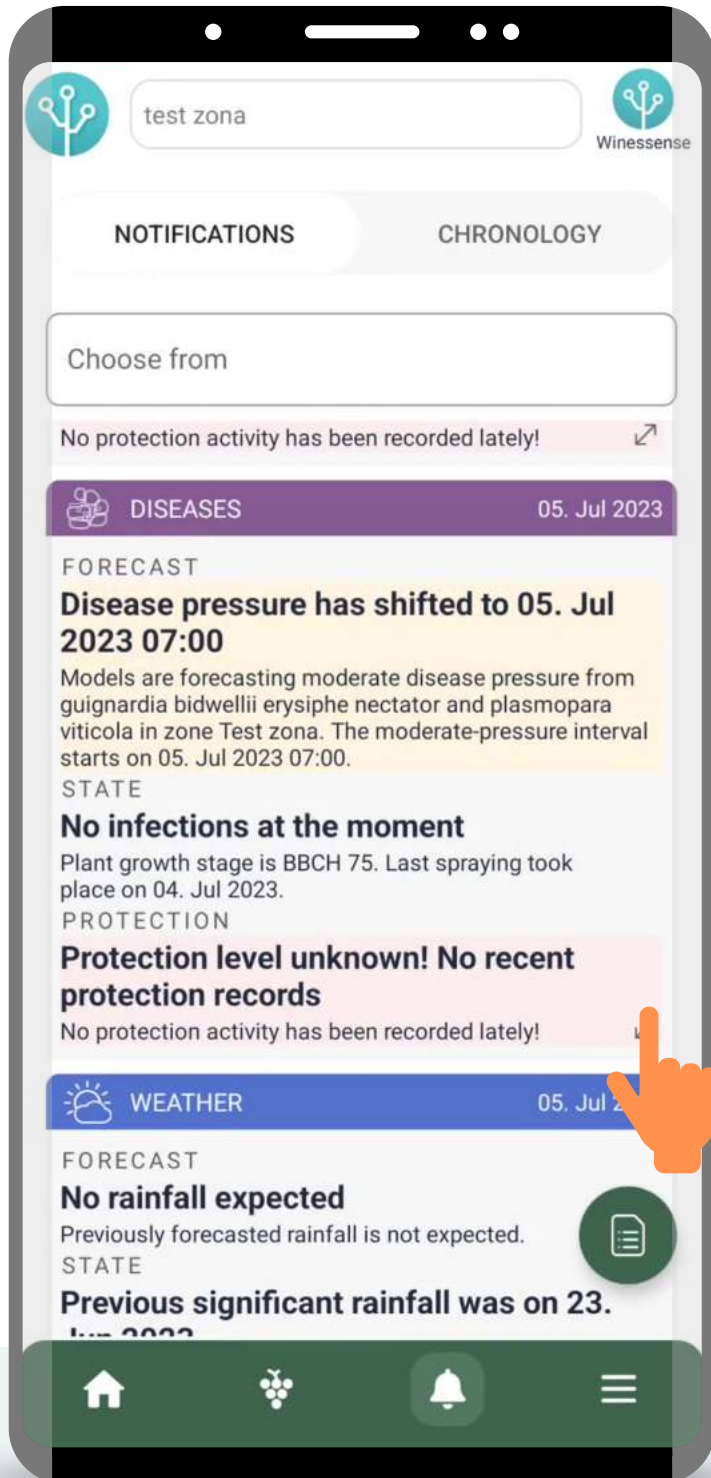 test zona
Winessense
NOTIFICATIONS
CHRONOLOGY
Choose from
No protection activity has been recorded lately!
DISEASES
05. Jul 2023
FORECAST
Disease pressure has shifted to 05. Jul
2023 07:00
Models are forecasting moderate disease pressure from
guignardia bidwellii erysiphe nectator and plasmopara
viticola in zone Test zona. The moderate-pressure interval
starts on 05. Jul 2023 07:00.
STATE
No infections at the moment
Plant growth stage is BBCH 75. Last spraying took
place on 04. Jul 2023.
PROTECTION
Protection level unknown! No recent
protection records
No protection activity has been recorded lately!
WEATHER
05. Jul
FORECAST
No rainfall expected
Previously forecasted rainfall is not expected.
STATE
Previous significant rainfall was on 23.
Jun 2023